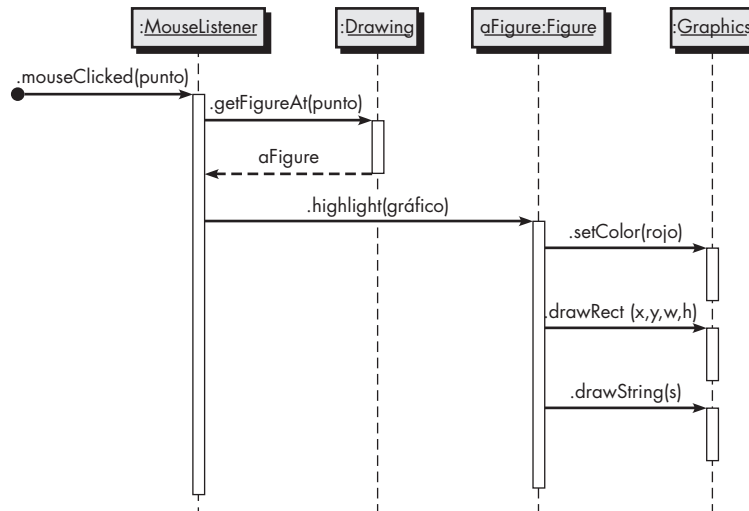 :MouseListener
:Drawing
aFigure:Figure
:Graphics
.mouseClicked(punto)
.getFigureAt(punto)
aFigure
.highlight(gráfico)
.setColor(rojo)
.drawRect (x,y,w,h)
.drawString(s)